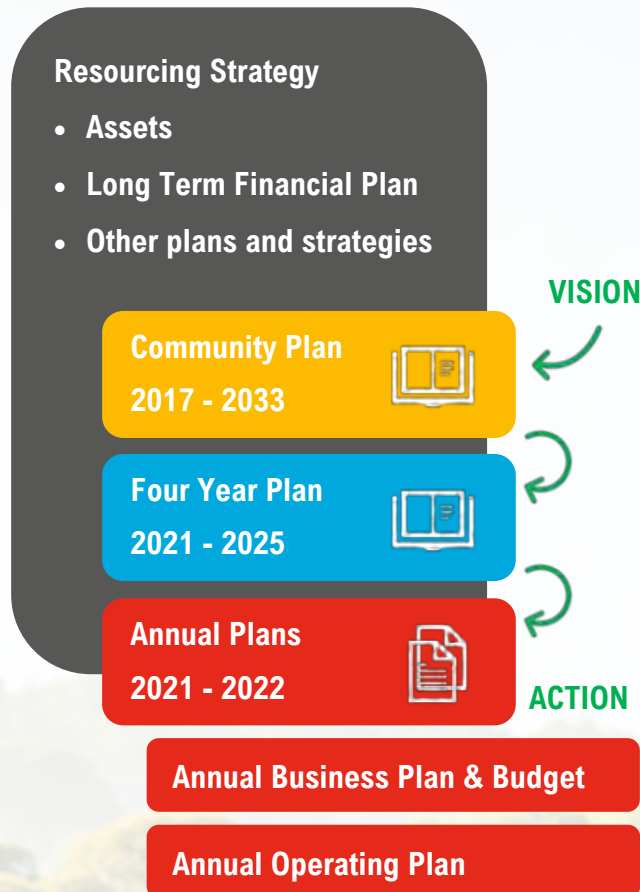 Resourcing Strategy
• Assets
• Long Term Financial Plan
• Other plans and strategies
VISION
Community Plan
2017 - 2033
Four Year Plan
2021 - 2025
Annual Plans
2021 - 2022
ACTION
Annual Business Plan & Budget
Annual Operating Plan